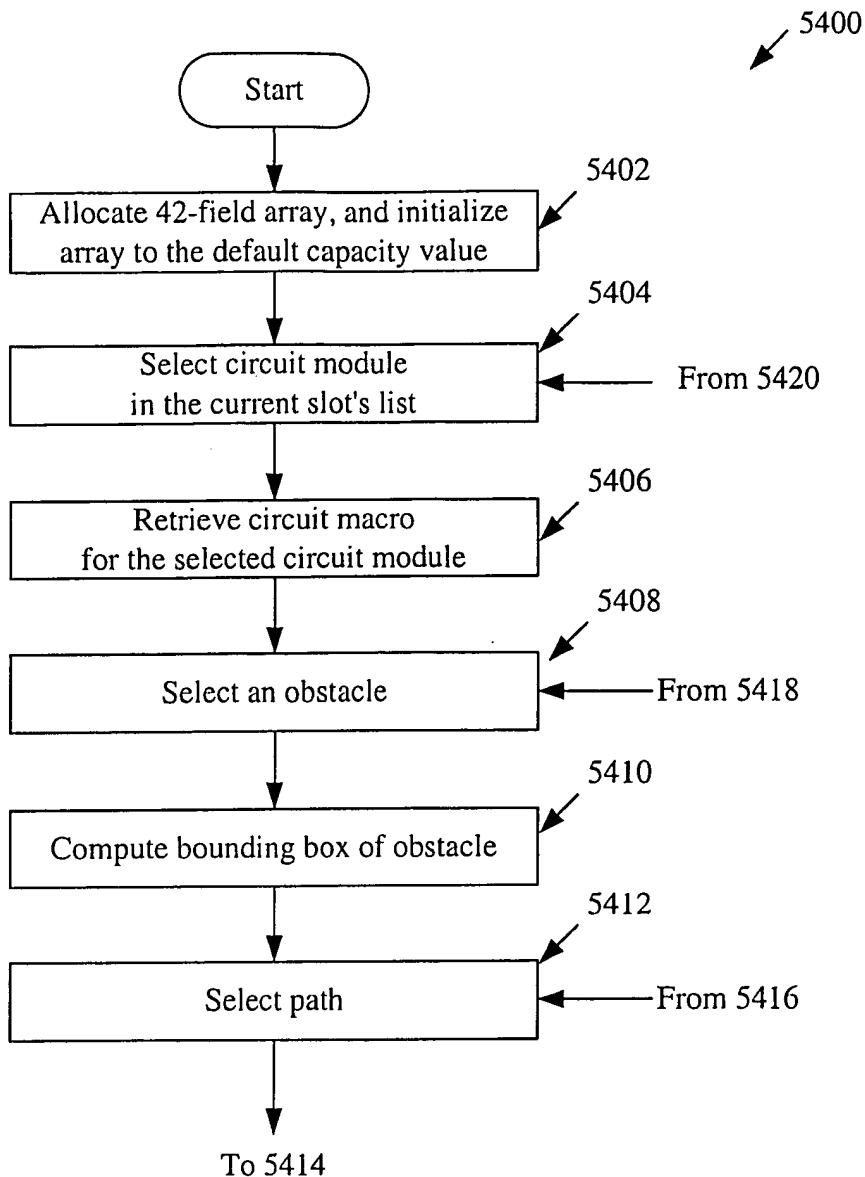 5400
Start
5402
Allocate 42-field array, and initialize
array to the default capacity value
5404
Select circuit module
in the current slot's list
From 5420
5406
Retrieve circuit macro
for the selected circuit module
5408
Select an obstacle
From 5418
5410
Compute bounding box of obstacle
5412
Select path
From 5416
To 5414